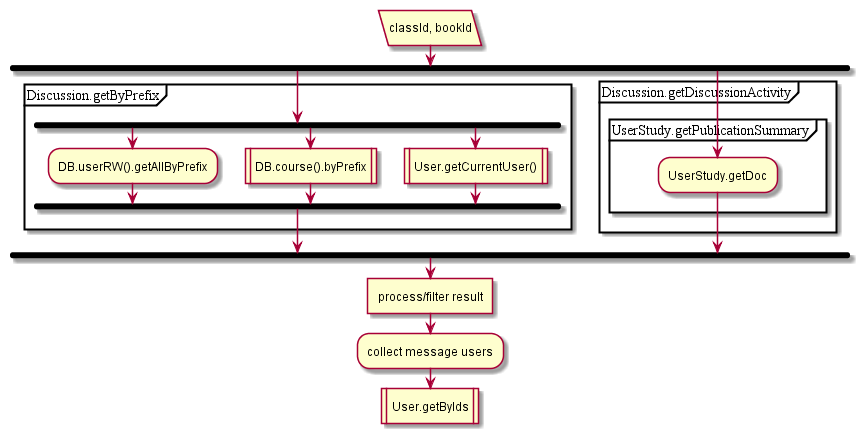 classId, bookId
Discussion.getByPrefix
DB.userRW().getAllByPrefix
DB.course().byPrefix
User.getCurrentUser()
Discussion.getDiscussionActivity
UserStudy.getPublicationSummary
UserStudy.getDoc
process/filter result
collect message users
User.getByIds